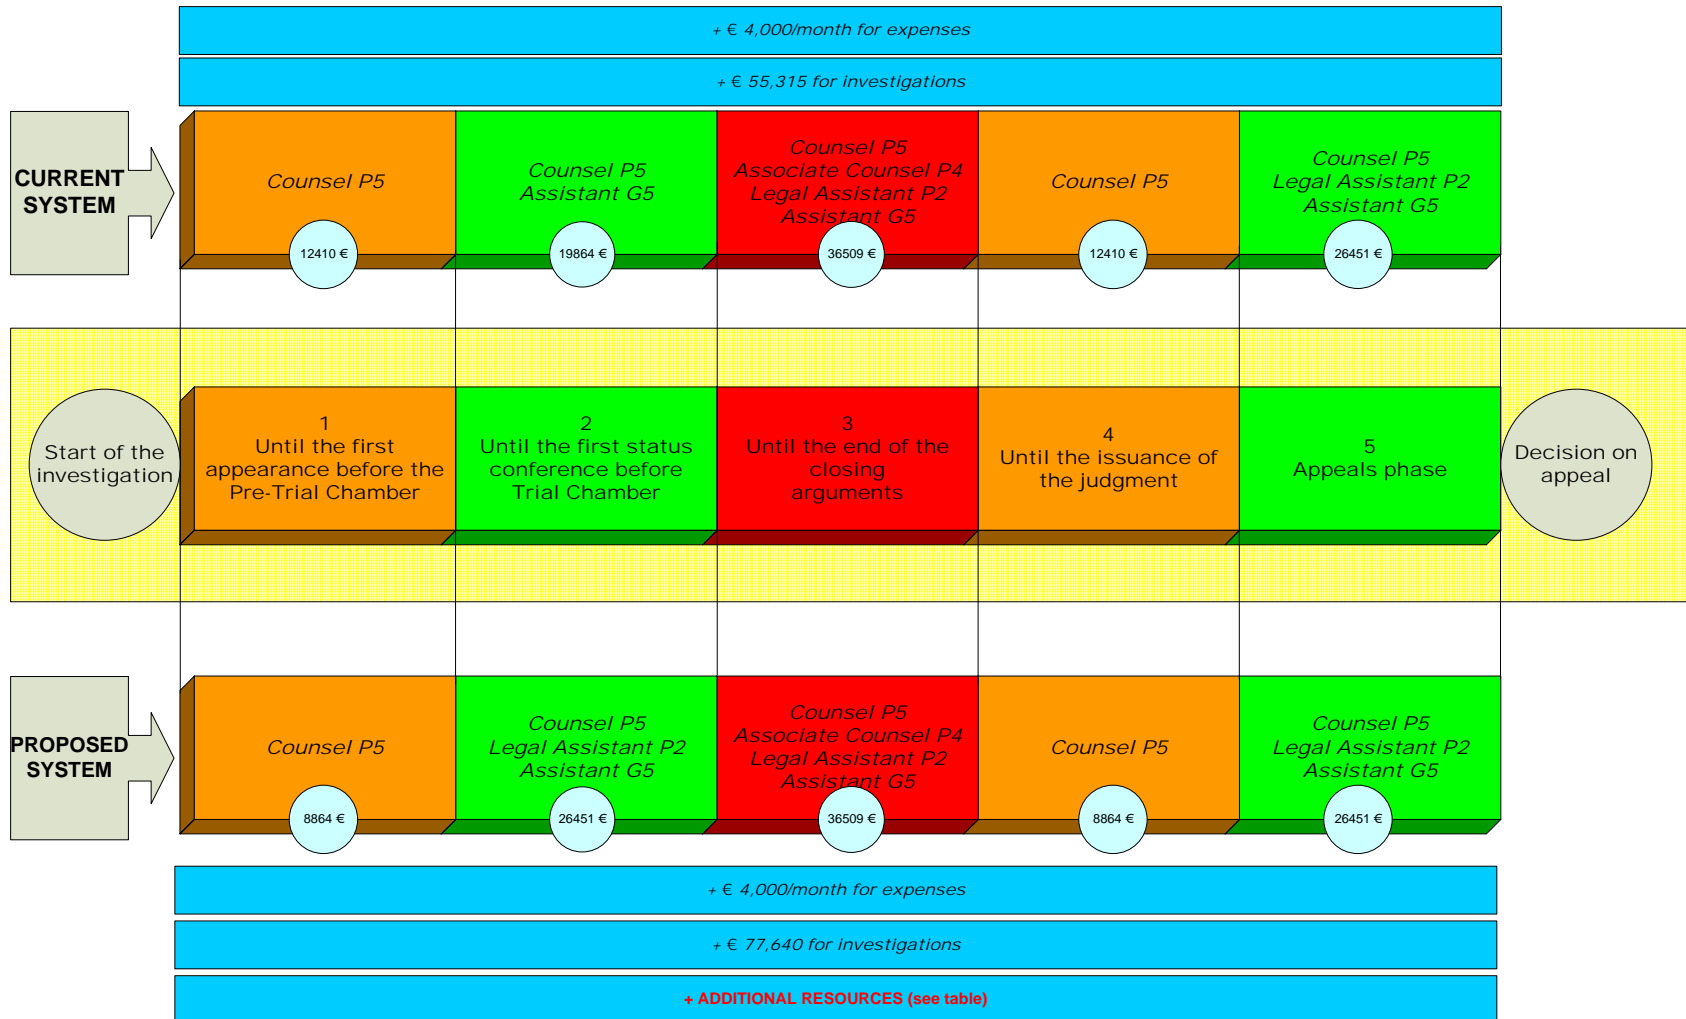 + € 4,000/month for expenses
+ € 55,315 for investigations
CURRENT
SYSTEM
Counsel P5
12410 €
Counsel P5
Assistant G5
19864 €
Counsel P5
Associate Counsel P4
Legal Assistant P2
Assistant G5
36509 €
Counsel P5
12410 €
Counsel P5
Legal Assistant P2
Assistant G5
26451 €
Start of the
investigation
1
Until the first
appearance before the
Pre-Trial Chamber
2
Until the first status
conference before
Trial Chamber
3
Until the end of the
closing
arguments
4
Until the issuance of
the judgment
5
Appeals phase
Decision on
appeal
PROPOSED
SYSTEM
Counsel P5
8864 €
Counsel P5
Legal Assistant P2
Assistant G5
26451 €
Counsel P5
Associate Counsel P4
Legal Assistant P2
Assistant G5
36509 €
Counsel P5
8864 €
Counsel P5
Legal Assistant P2
Assistant G5
26451 €
+ € 4,000/month for expenses
+ € 77,640 for investigations
+ ADDITIONAL RESOURCES (see table)